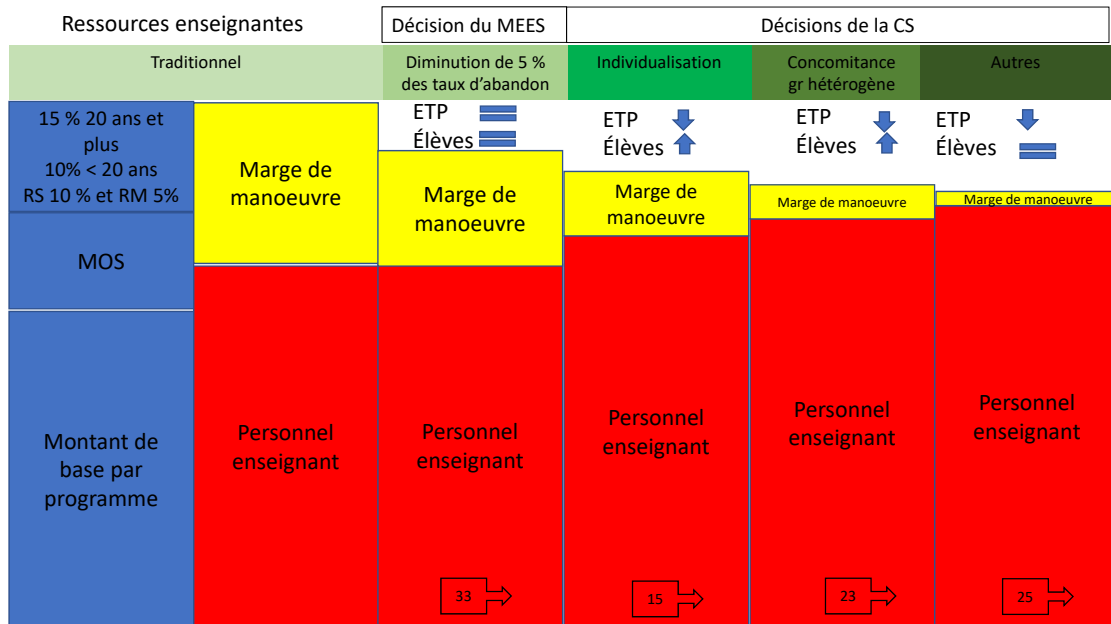 Ressources enseignantes
Décision du MEES
Décisions de la CS
Traditionnel
Diminution de 5 %
des taux d'abandon
Individualisation
Concomitance
gr hétérogène
Autres
15 % 20 ans et
plus
10% < 20 ans
RS 10 % et RM 5%
MOS
Montant de
base par
programme
Marge de
manoeuvre
Personnel
enseignant
ETP
Élèves
Marge de
manoeuvre
Personnel
enseignant
33
ETP
Élèves
Marge de
manoeuvre
Personnel
enseignant
15
ETP
Élèves
Marge de manoeuvre
Personnel
enseignant
23
ETP
Élèves
Marge de manoeuvre
Personnel
enseignant
25